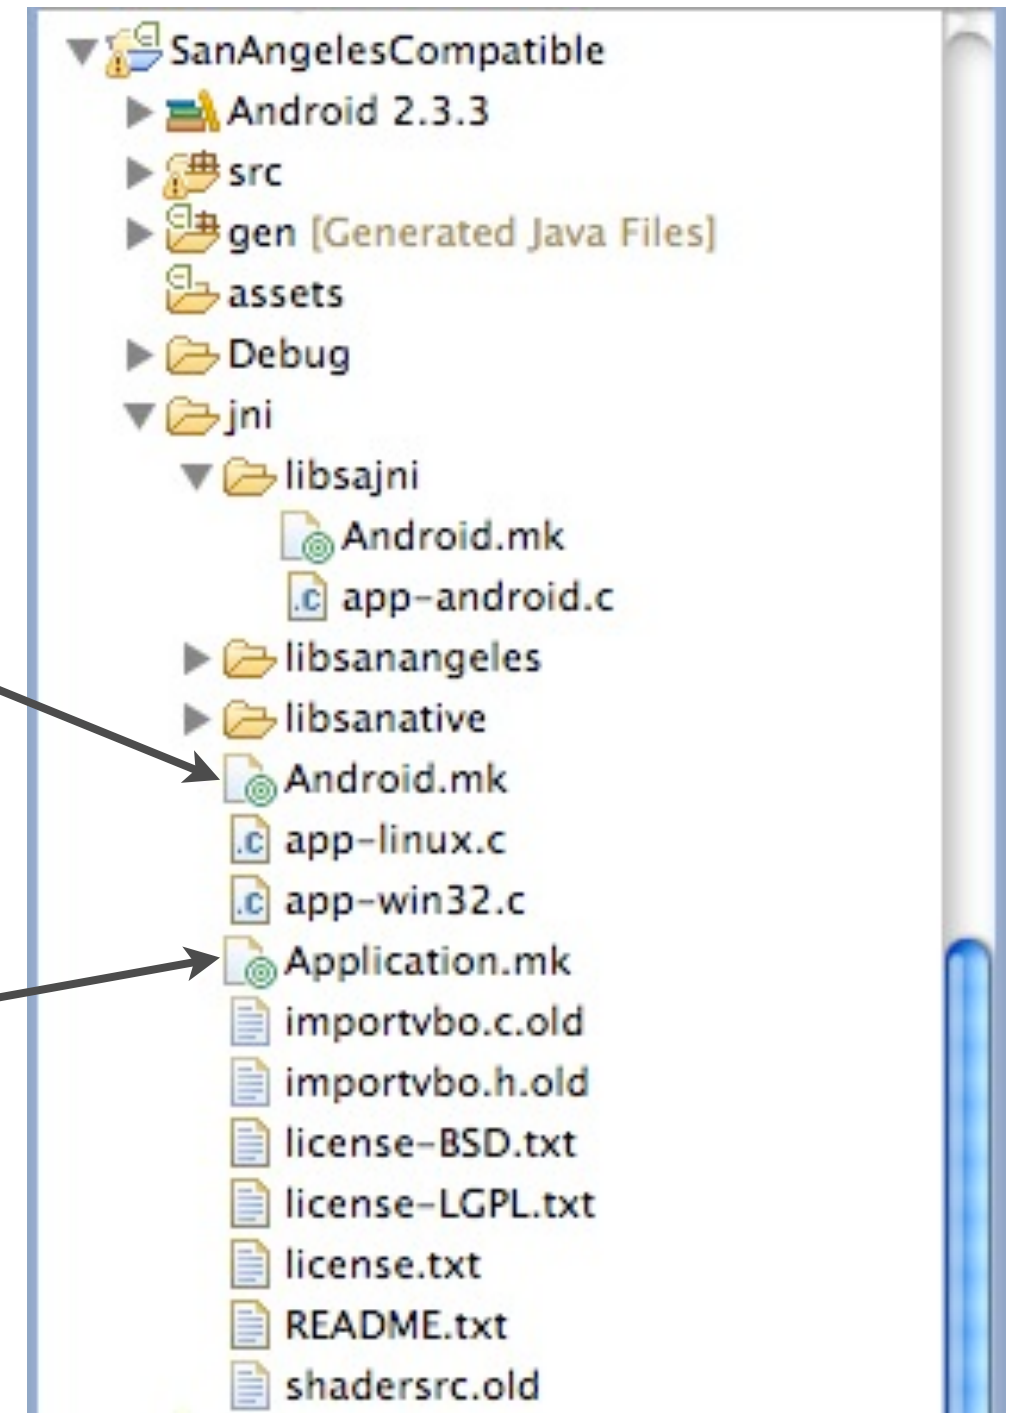 SanAngelesCompatible
Android 2.3.3
src
gen [Generated Java Files]
assets
Debug
jni
libsajni
Android.mk
.c app-android.c
libsanangeles
libsanative
Android.mk
.c app-linux.c
.c app-win32.c
Application.mk
importvbo.c.old
importvbo.h.old
license-BSD.txt
license-LGPL.txt
license.txt
README.txt
shadersrc.old